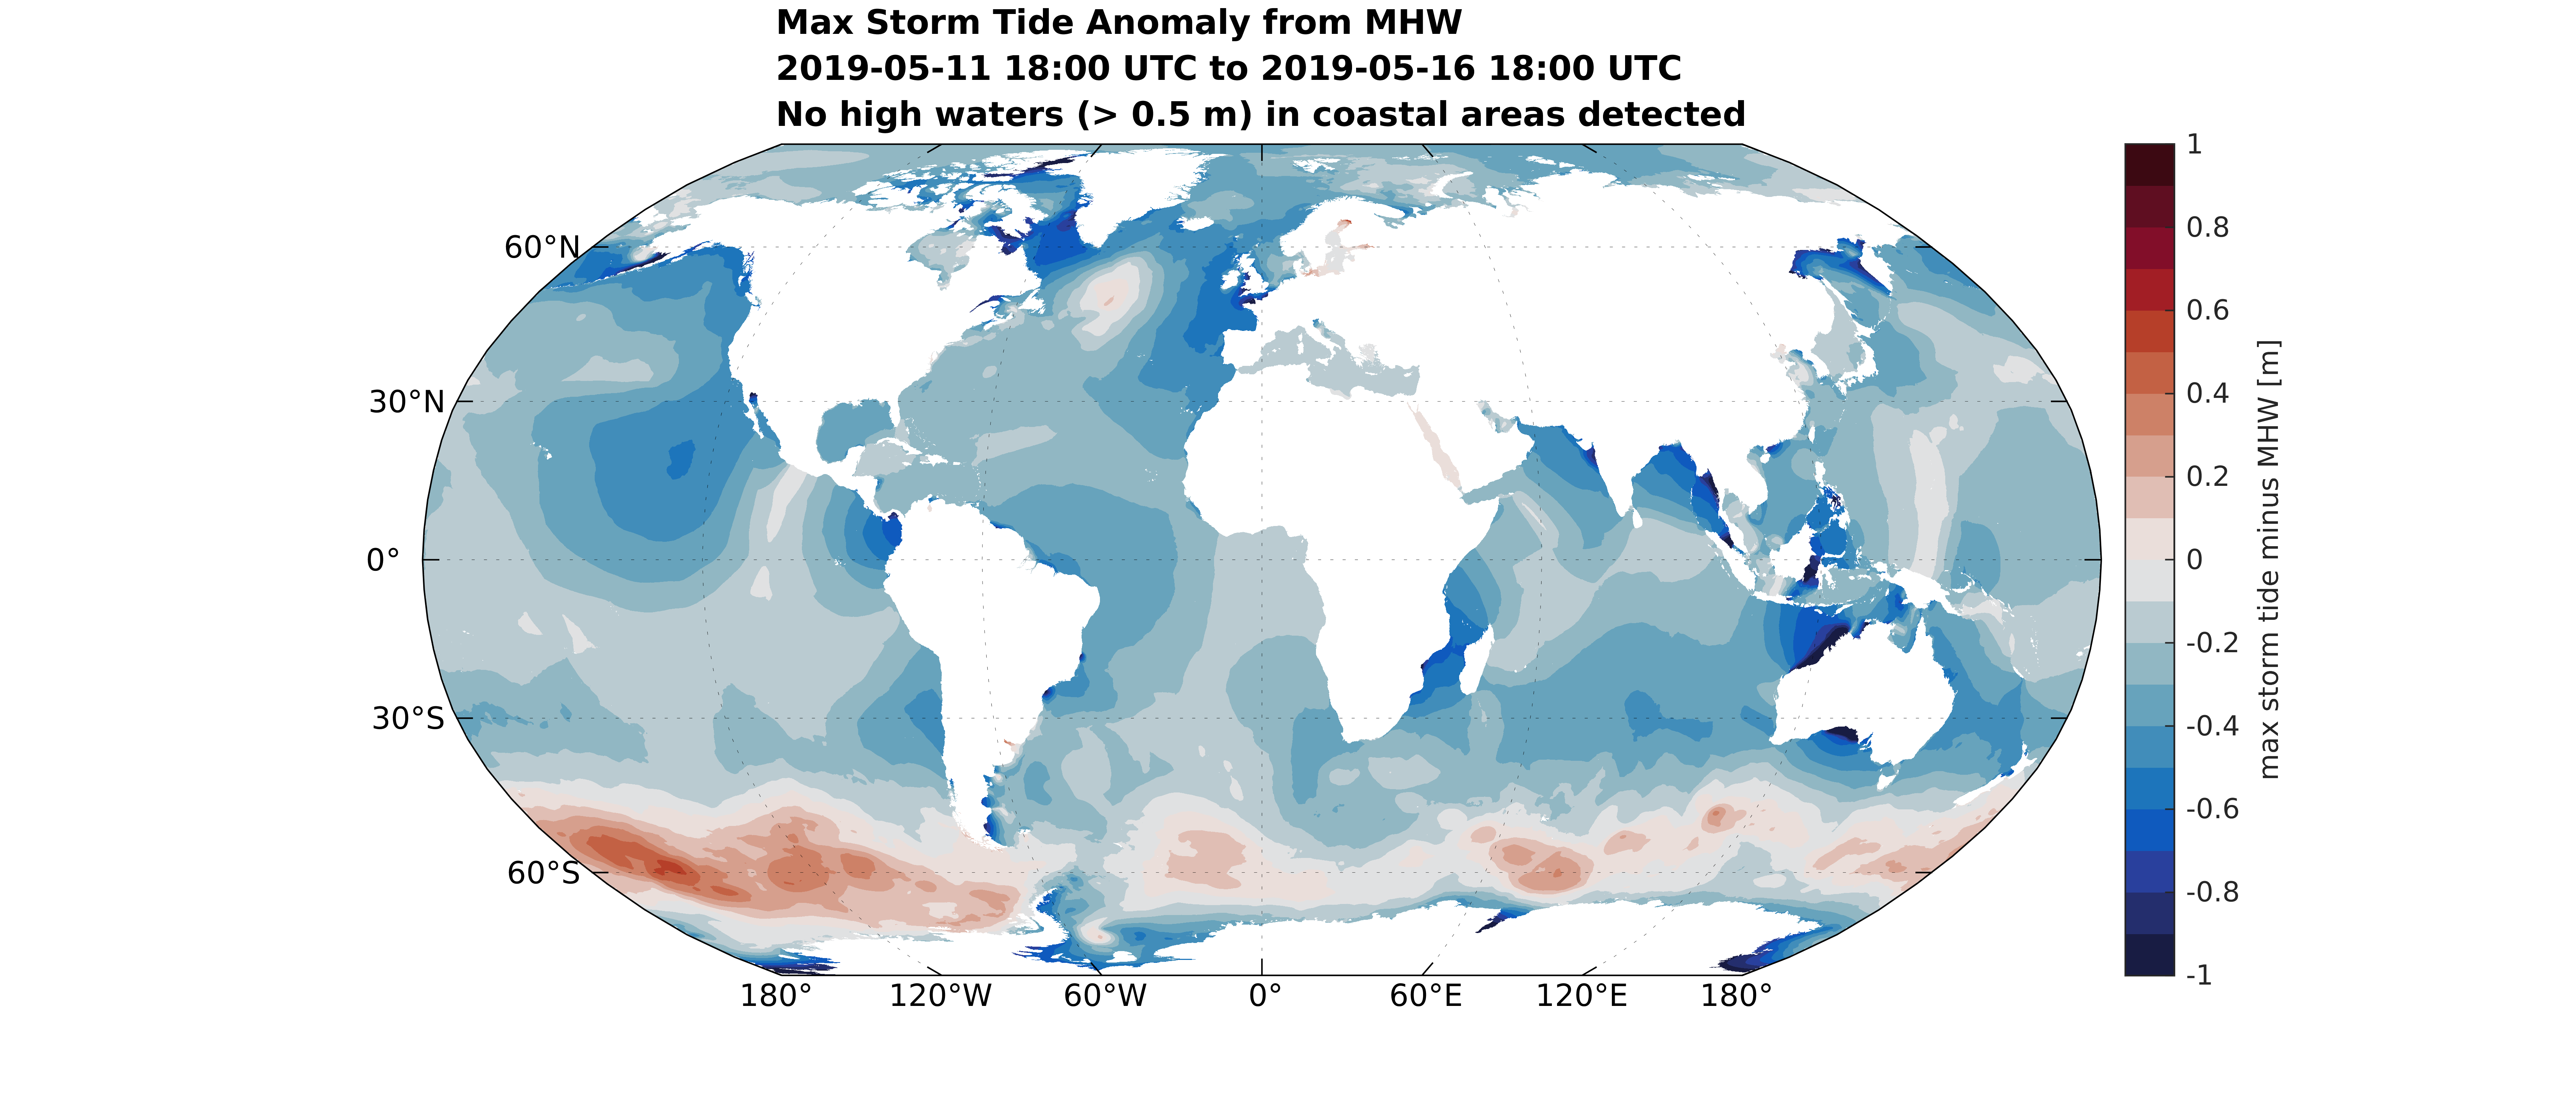 Max Storm Tide Anomaly from MHW
2019-05-11 18:00 UTC to 2019-05-16 18:00 UTC
No high waters (> 0.5 m) in coastal areas detected
60°N
30°N
0°
30°S
60°S
180°
120°W
60°W
0°
60°E
120°E
180°
1
0.8
0.6
0.4
0.2
0
-0.2
-0.4
-0.6
-0.8
-1
max storm tide minus MHW [m]